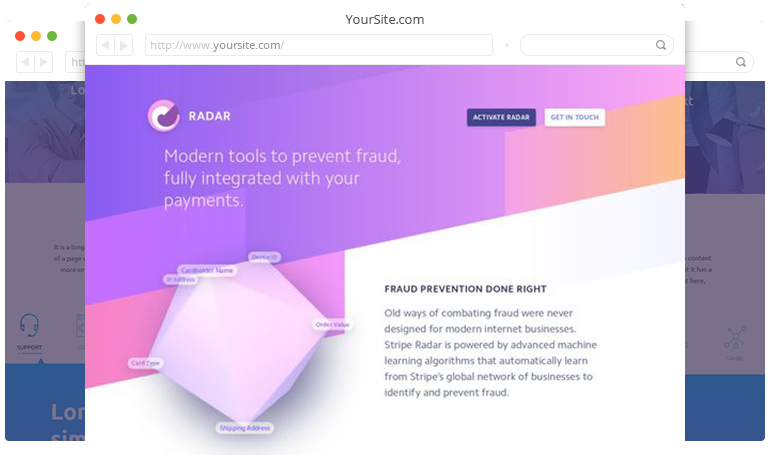 YourSite.com
http://www.yoursite.com/
RADAR
ACTIVATE RADAR
GET IN TOUCH
Modern tools to prevent fraud,
fully integrated with your
payments.
Device ID
Cardholder Name
IP Address
Order Value
Card Type
Shipping Address
FRAUD PREVENTION DONE RIGHT
Old ways of combating fraud were never
designed for modern internet businesses.
Stripe Radar is powered by advanced machine
learning algorithms that automatically learn
from Stripe's global network of businesses to
identify and prevent fraud.
It is a long
of a page
more-or
content
it has a
here,
SUPPORT
SHARE